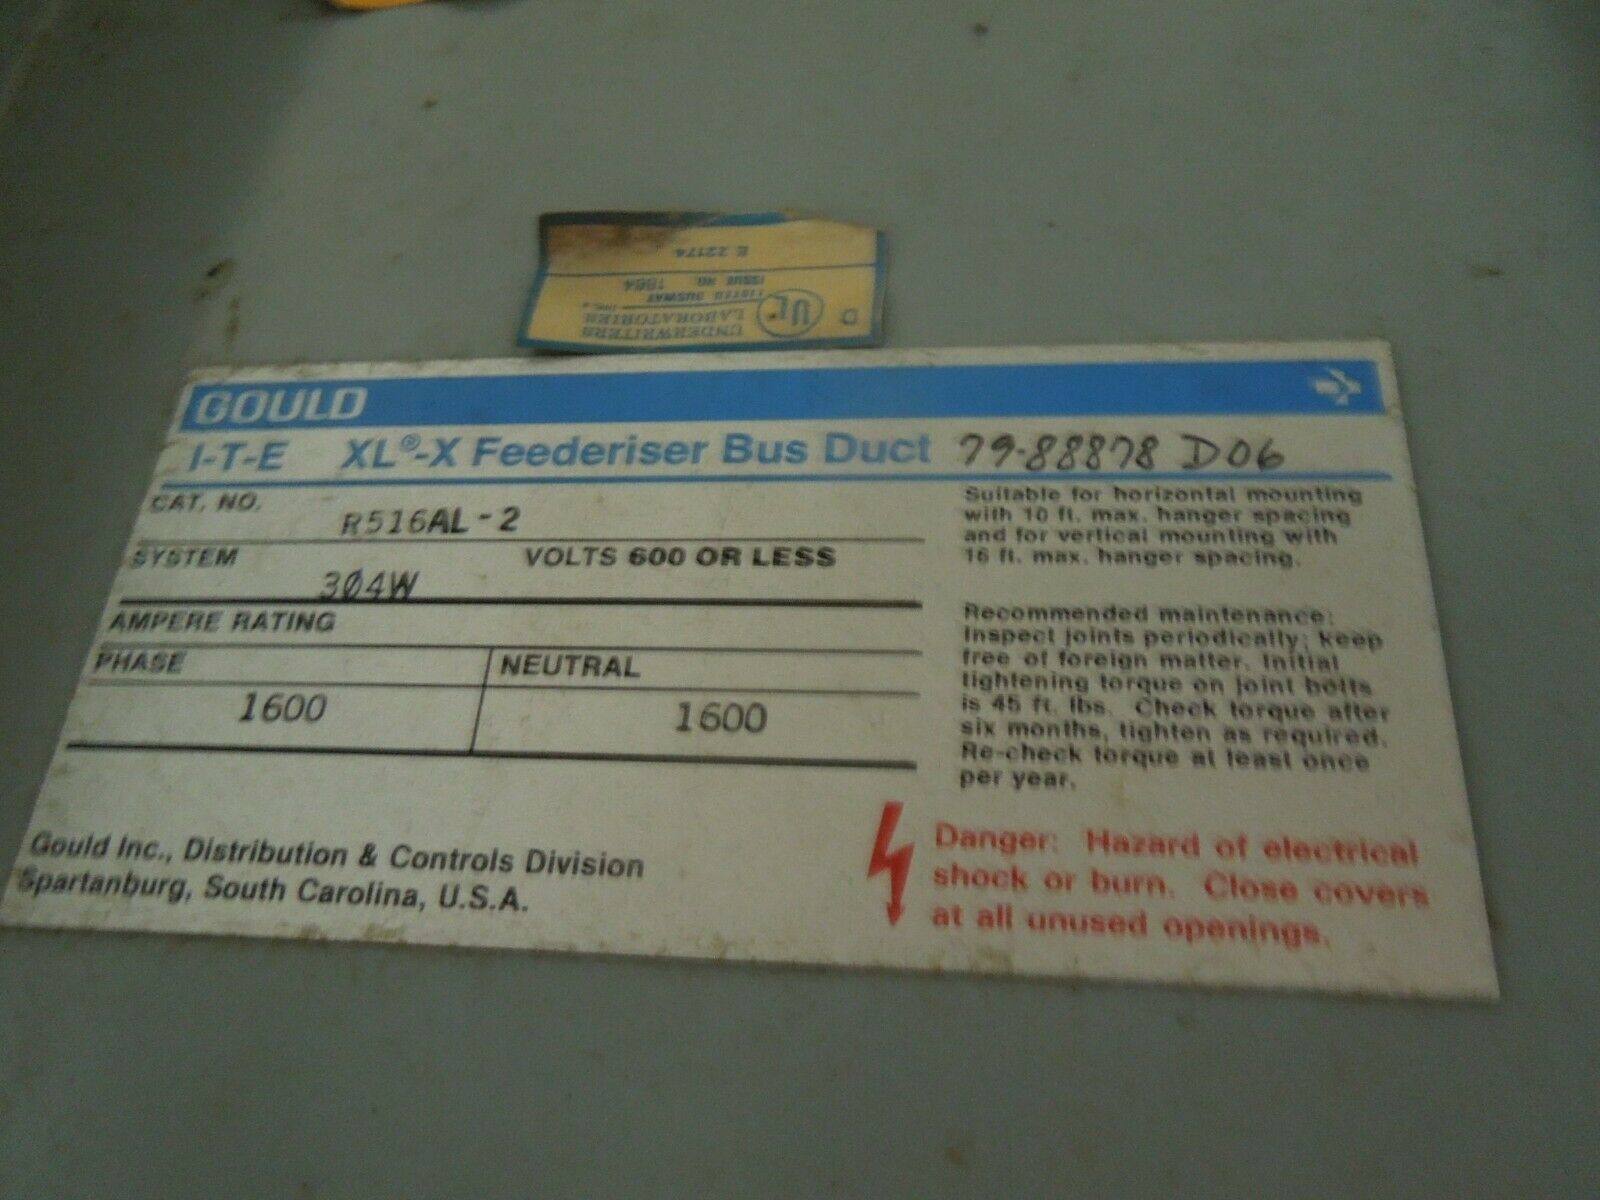 D UL UNDERWRITERS LABORATORIES INC.®
LISTED BUSWAY
ISSUE NO. 1984
E 22174
GOULD
I-T-E XL®-X Feederiser Bus Duct 79-88878 D06
CAT. NO. R516AL-2
SYSTEM 3Ø4W VOLTS 600 OR LESS
AMPERE RATING
PHASE NEUTRAL
1600 1600
Gould Inc., Distribution & Controls Division
Spartanburg, South Carolina, U.S.A.
Suitable for horizontal mounting
with 10 ft. max. hanger spacing
and for vertical mounting with
16 ft. max. hanger spacing.
Recommended maintenance:
Inspect joints periodically; keep
free of foreign matter. Initial
tightening torque on joint bolts
is 45 ft. lbs. Check torque after
six months, tighten as required.
Re-check torque at least once
per year.
Danger: Hazard of electrical
shock or burn. Close covers
at all unused openings.